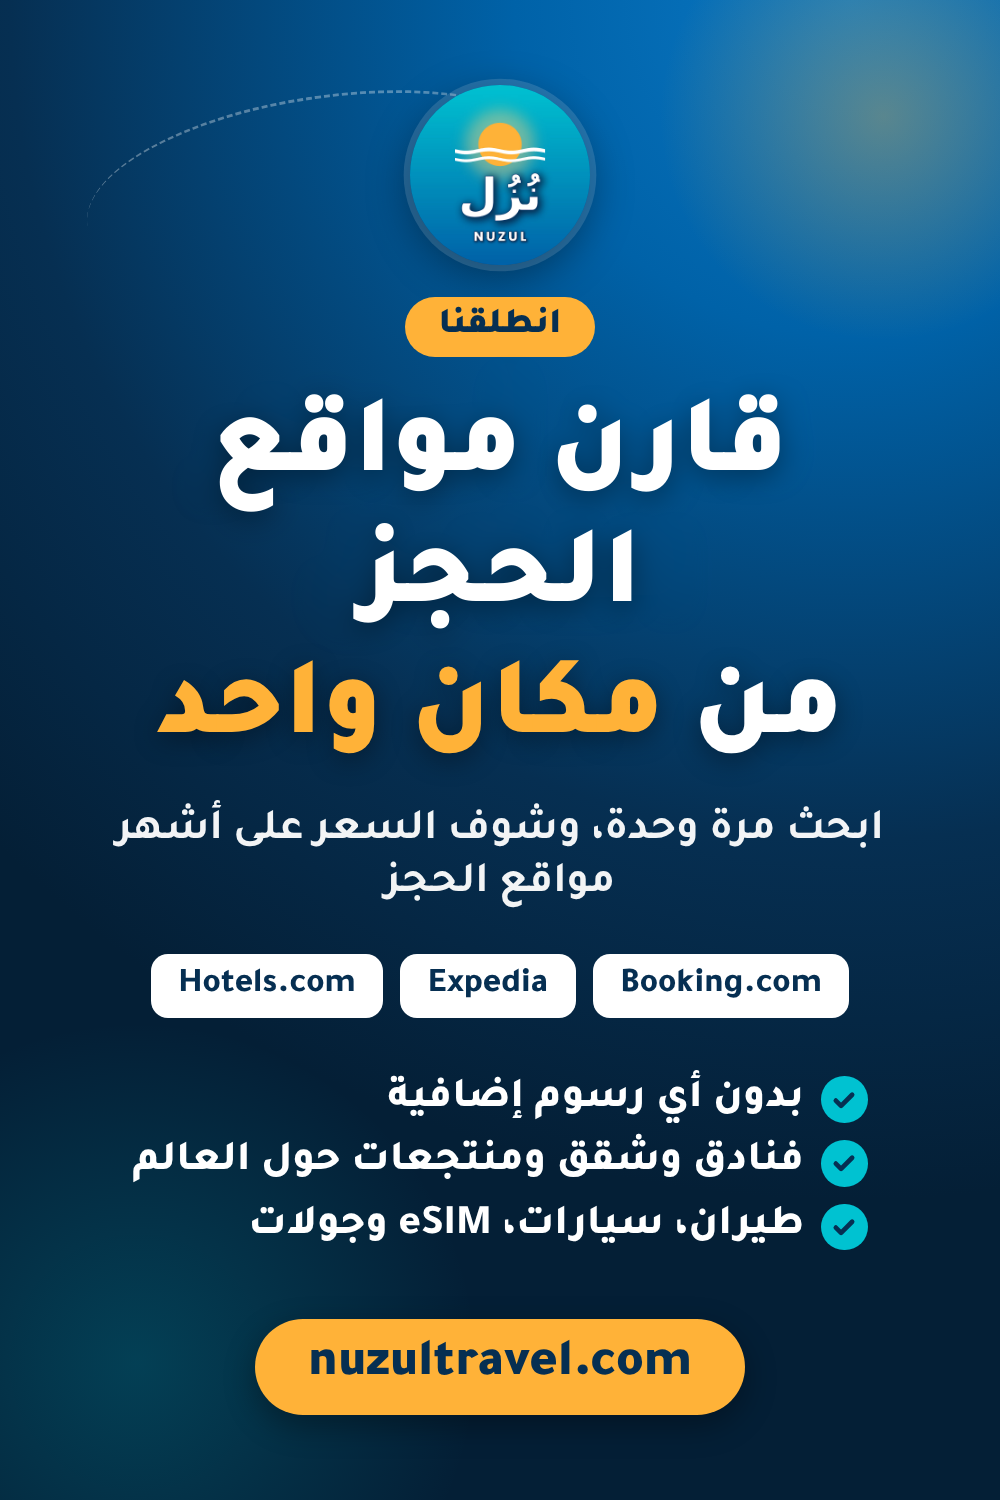 نُزُل
NUZUL
انطلقنا
قارن مواقع
الحجز
من مكان واحد
ابحث مرة وحدة، وشوف السعر على أشهر
مواقع الحجز
Booking.com
Expedia
Hotels.com
بدون أي رسوم إضافية
فنادق وشقق ومنتجعات حول العالم
طيران، سيارات، eSIM وجولات
nuzultravel.com